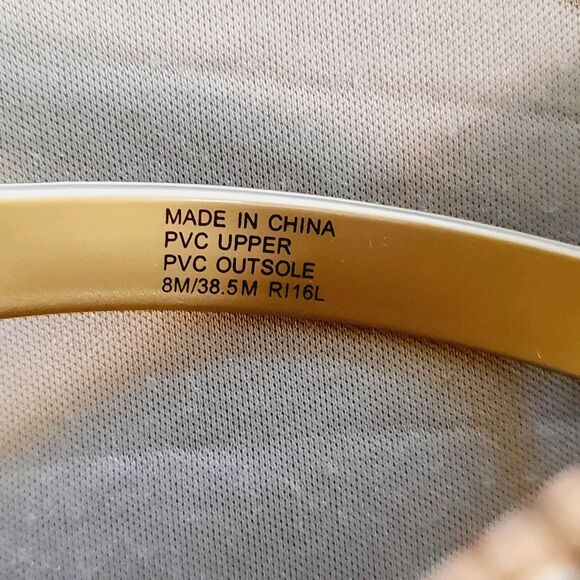 MADE IN CHINA
PVC UPPER
PVC OUTSOLE
8M/38.5M RI16L